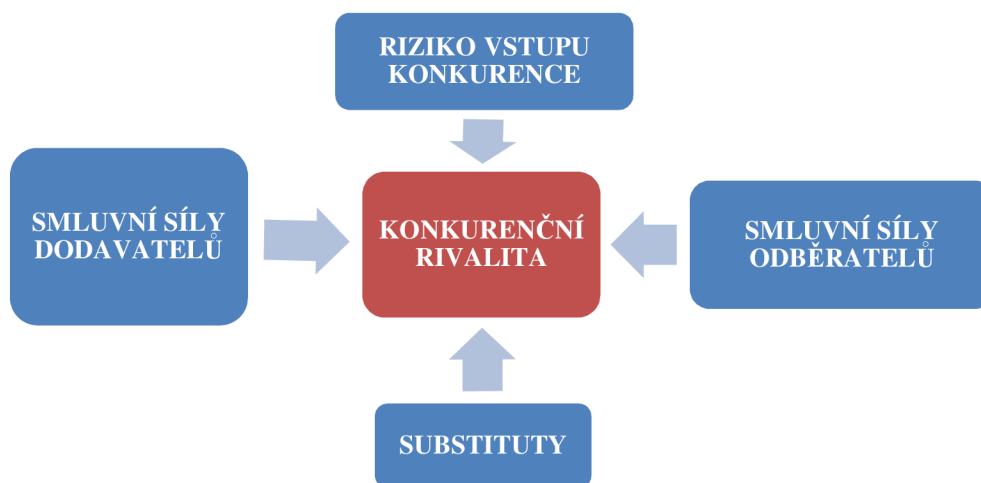 RIZIKO VSTUPU
KONKURENCE
SMLUVNÍ SÍLY
DODAVATELŮ
KONKURENČNÍ
RIVALITA
SMLUVNÍ SÍLY
ODBĚRATELŮ
SUBSTITUTY